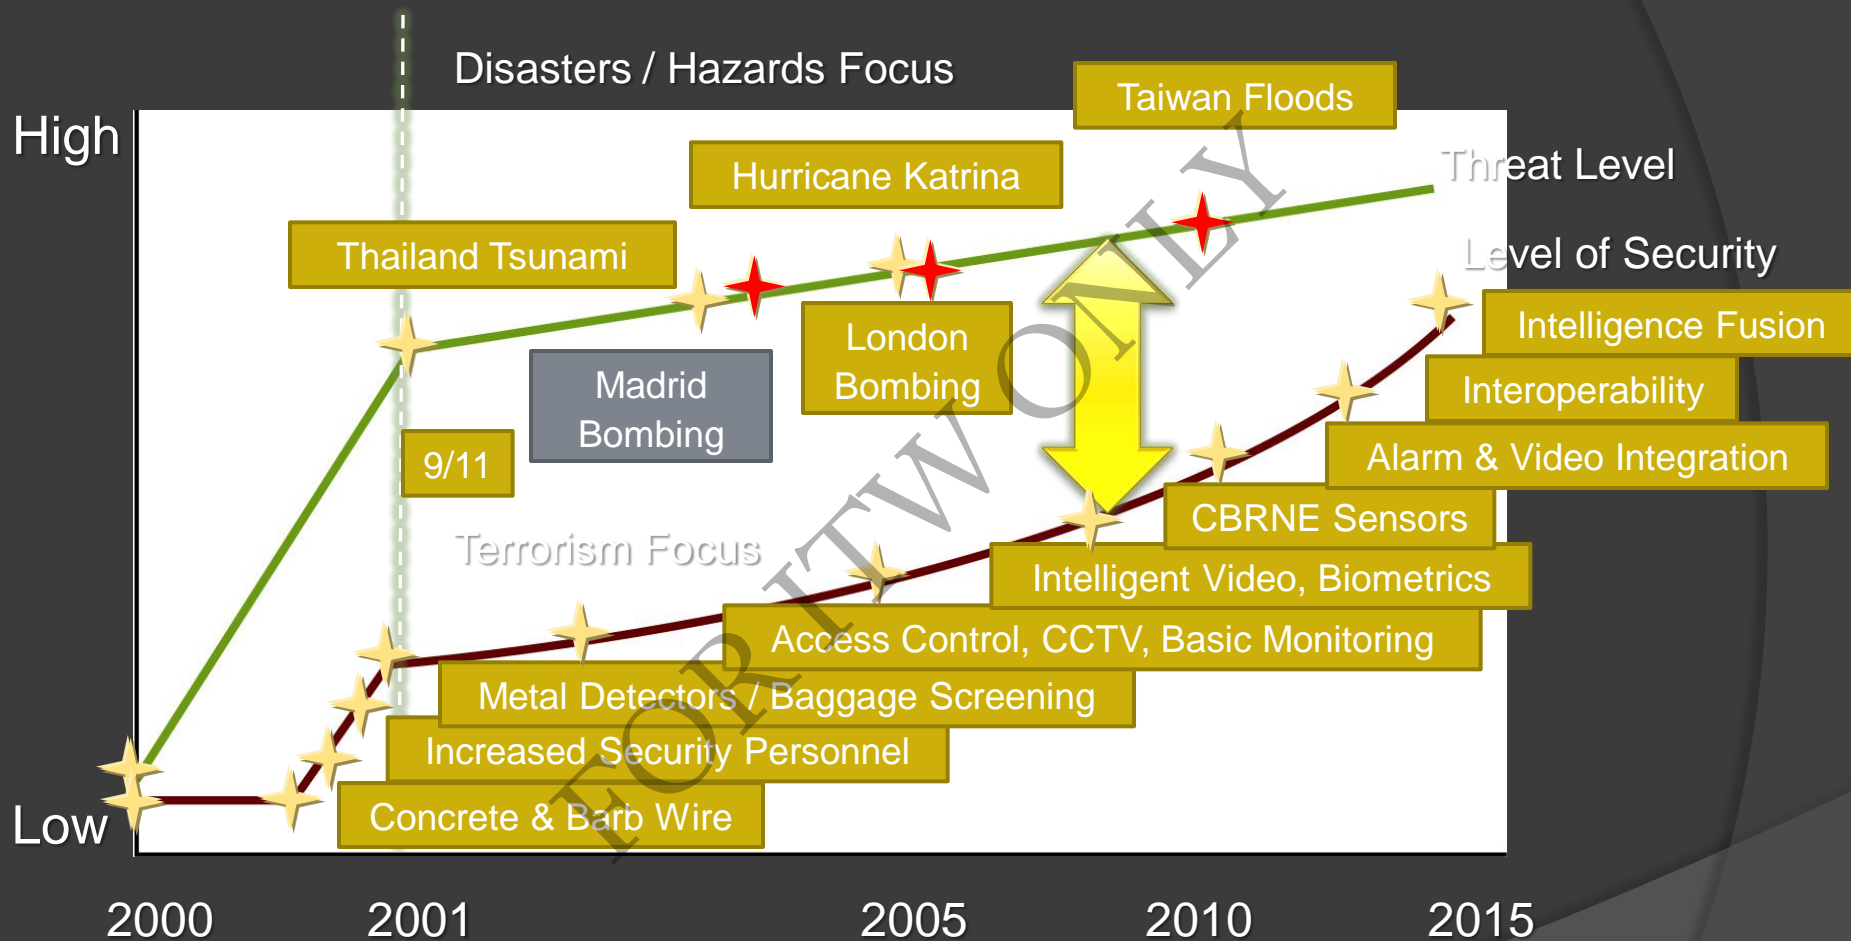 Disasters / Hazards Focus
Taiwan Floods
High
Hurricane Katrina
Threat Level
Thailand Tsunami
Level of Security
London
Bombing
Intelligence Fusion
Madrid
Bombing
Interoperability
9/11
Alarm & Video Integration
CBRNE Sensors
Terrorism Focus
Intelligent Video, Biometrics
Access Control, CCTV, Basic Monitoring
Metal Detectors / Baggage Screening
Increased Security Personnel
Concrete & Barb Wire
Low
2000 2001 2005 2010 2015
FOR ITW ONLY